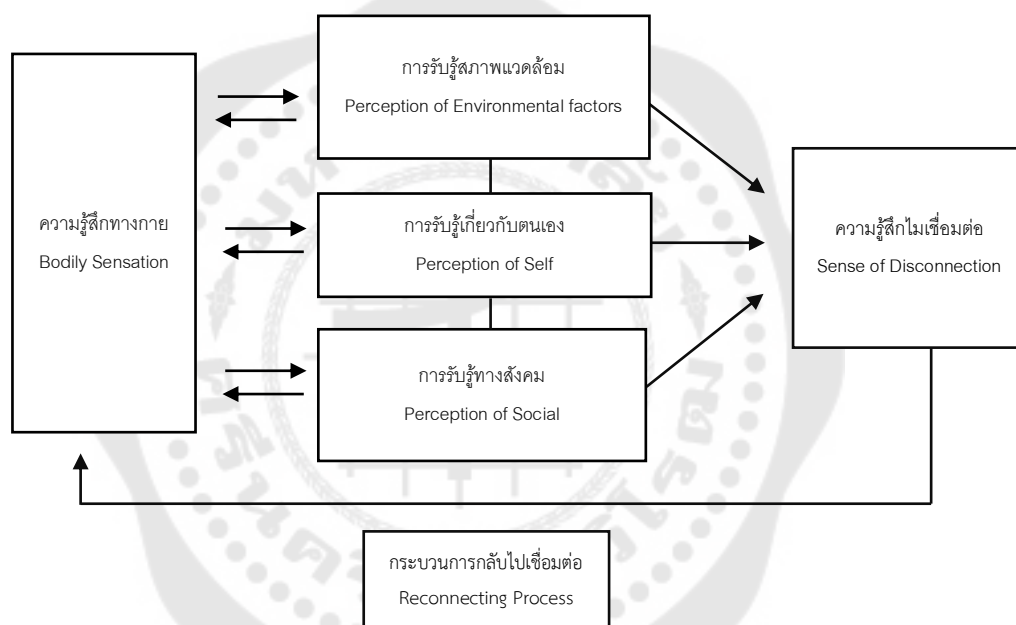 ความรู้สึกทางกาย
Bodily Sensation
การรับรู้สภาพแวดล้อม
Perception of Environmental factors
การรับรู้เกี่ยวกับตนเอง
Perception of Self
การรับรู้ทางสังคม
Perception of Social
ความรู้สึกไมเชื่อมต่อ
Sense of Disconnection
กระบวนการกลับไปเชื่อมต่อ
Reconnecting Process